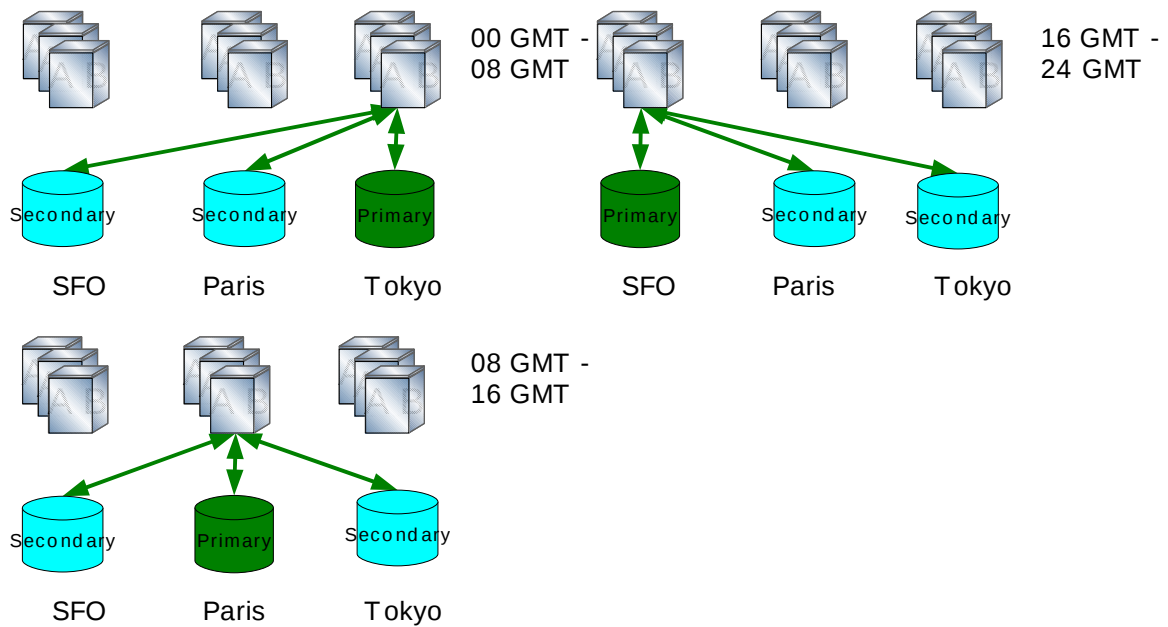 A B A B A B
00 GMT -
08 GMT
Secondary Secondary Primary
SFO Paris Tokyo
A B A B A B
16 GMT -
24 GMT
Primary Secondary Secondary
SFO Paris Tokyo
A B A B A B
08 GMT -
16 GMT
Secondary Primary Secondary
SFO Paris Tokyo